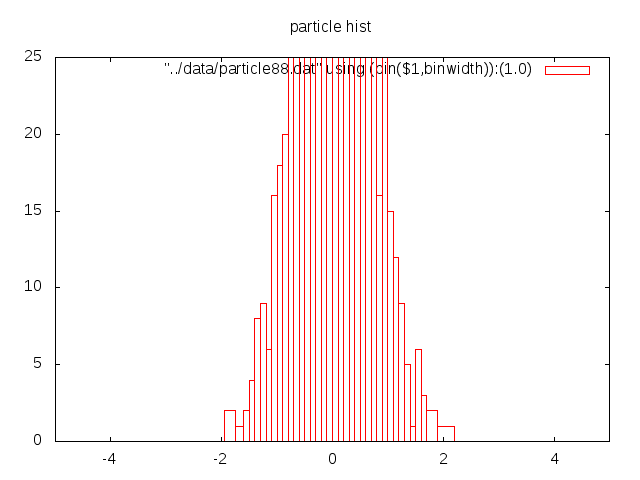 particle hist
"../data/particle88.dat" using (bin($1,binwidth)):(1.0)
25
20
15
10
5
0
-4 -2 0 2 4